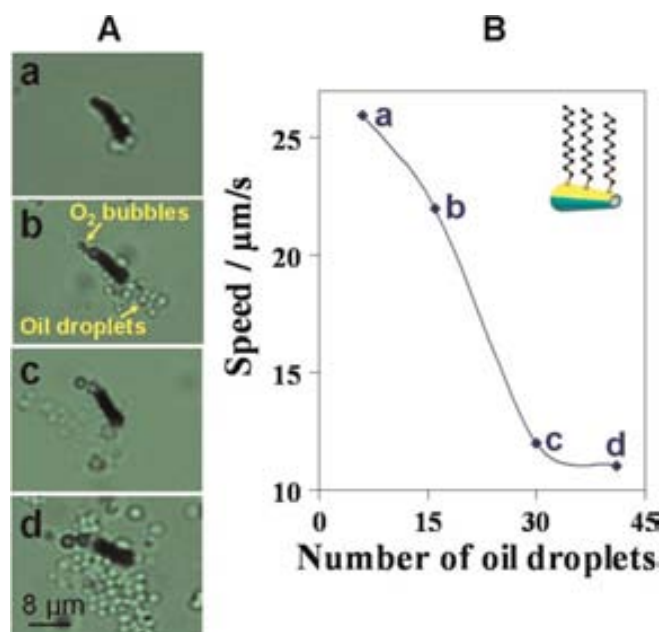 A
B
a
b
O₂ bubbles
Oil droplets
c
d
8 µm
Speed / µm/s
25
20
15
10
a
b
c
d
0 15 30 45
Number of oil droplets